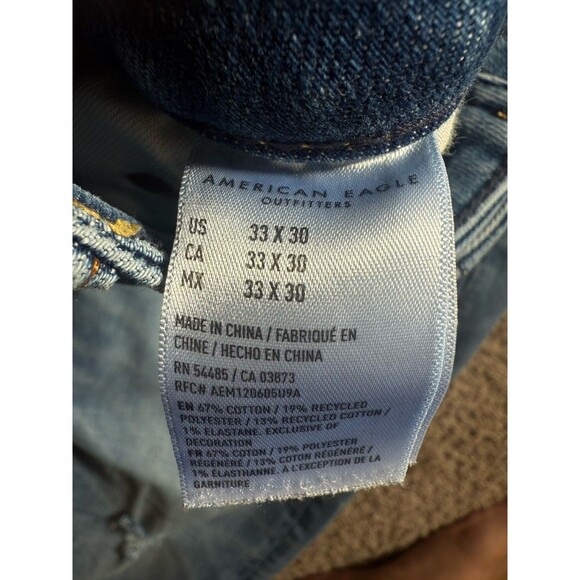 AMERICAN EAGLE
OUTFITTERS
US 33 X 30
CA 33 X 30
MX 33 X 30
MADE IN CHINA / FABRIQUÉ EN
CHINE / HECHO EN CHINA
RN 54485 / CA 03873
RFC# AEM120605U9A
EN 67% COTTON / 19% RECYCLED
POLYESTER / 13% RECYCLED COTTON /
1% ELASTANE. EXCLUSIVE OF
DECORATION
FR 67% COTON / 19% POLYESTER
RÉGÉNÉRÉ / 13% COTON RÉGÉNÉRÉ /
1% ÉLASTHANNE. À L'EXCEPTION DE LA
GARNITURE